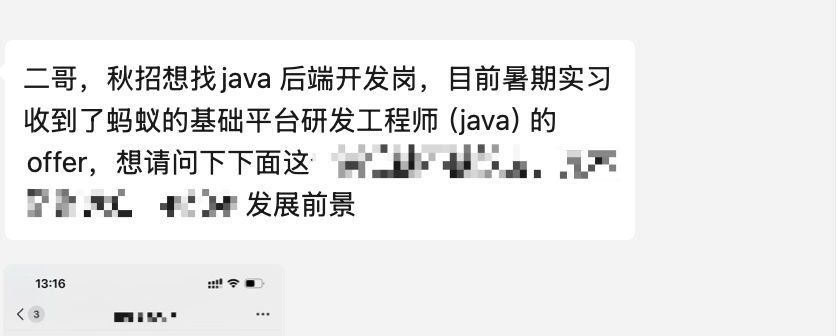 二哥，秋招想找java 后端开发岗，目前暑期实习
收到了蚂蚁的基础平台研发工程师（java）的
offer，想请问下下面这
发展前景
13:16
3